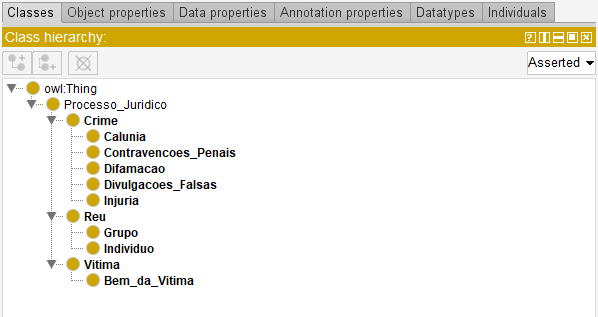 Classes Object properties Data properties Annotation properties Datatypes Individuals
Class hierarchy:
Asserted
owl:Thing
Processo_Juridico
Crime
Calunia
Contravencoes_Penais
Difamacao
Divulgacoes_Falsas
Injuria
Reu
Grupo
Individuo
Vitima
Bem_da_Vitima